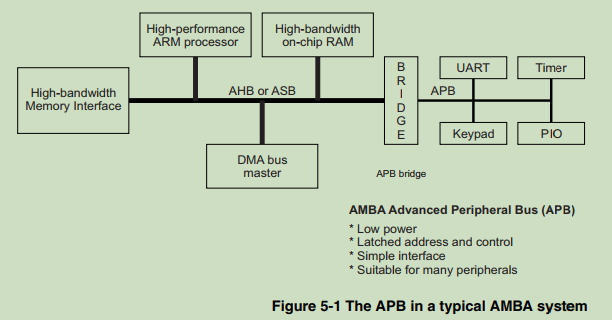 High-performance
ARM processor
High-bandwidth
on-chip RAM
High-bandwidth
Memory Interface
AHB or ASB
DMA bus
master
B
R
I
D
G
E
APB
UART
Timer
Keypad
PIO
APB bridge
AMBA Advanced Peripheral Bus (APB)
* Low power
* Latched address and control
* Simple interface
* Suitable for many peripherals
Figure 5-1 The APB in a typical AMBA system